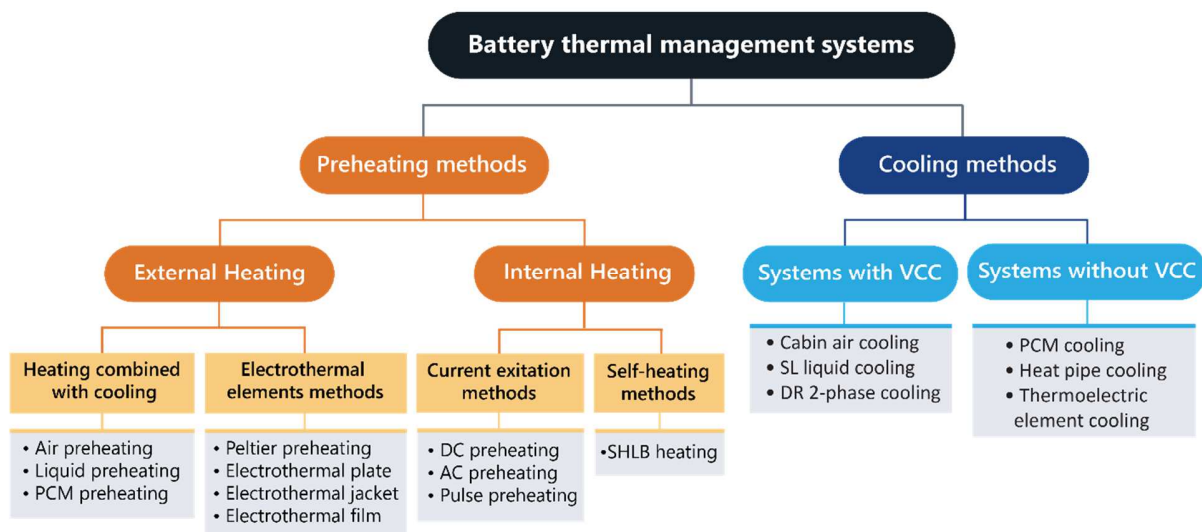 Battery thermal management systems
Preheating methods
Cooling methods
External Heating
Internal Heating
Systems with VCC
Systems without VCC
Heating combined
with cooling
• Air preheating
• Liquid preheating
• PCM preheating
Electrothermal
elements methods
• Peltier preheating
• Electrothermal plate
• Electrothermal jacket
• Electrothermal film
Current exitation
methods
• DC preheating
• AC preheating
• Pulse preheating
Self-heating
methods
•SHLB heating
• Cabin air cooling
• SL liquid cooling
• DR 2-phase cooling
• PCM cooling
• Heat pipe cooling
• Thermoelectric
element cooling